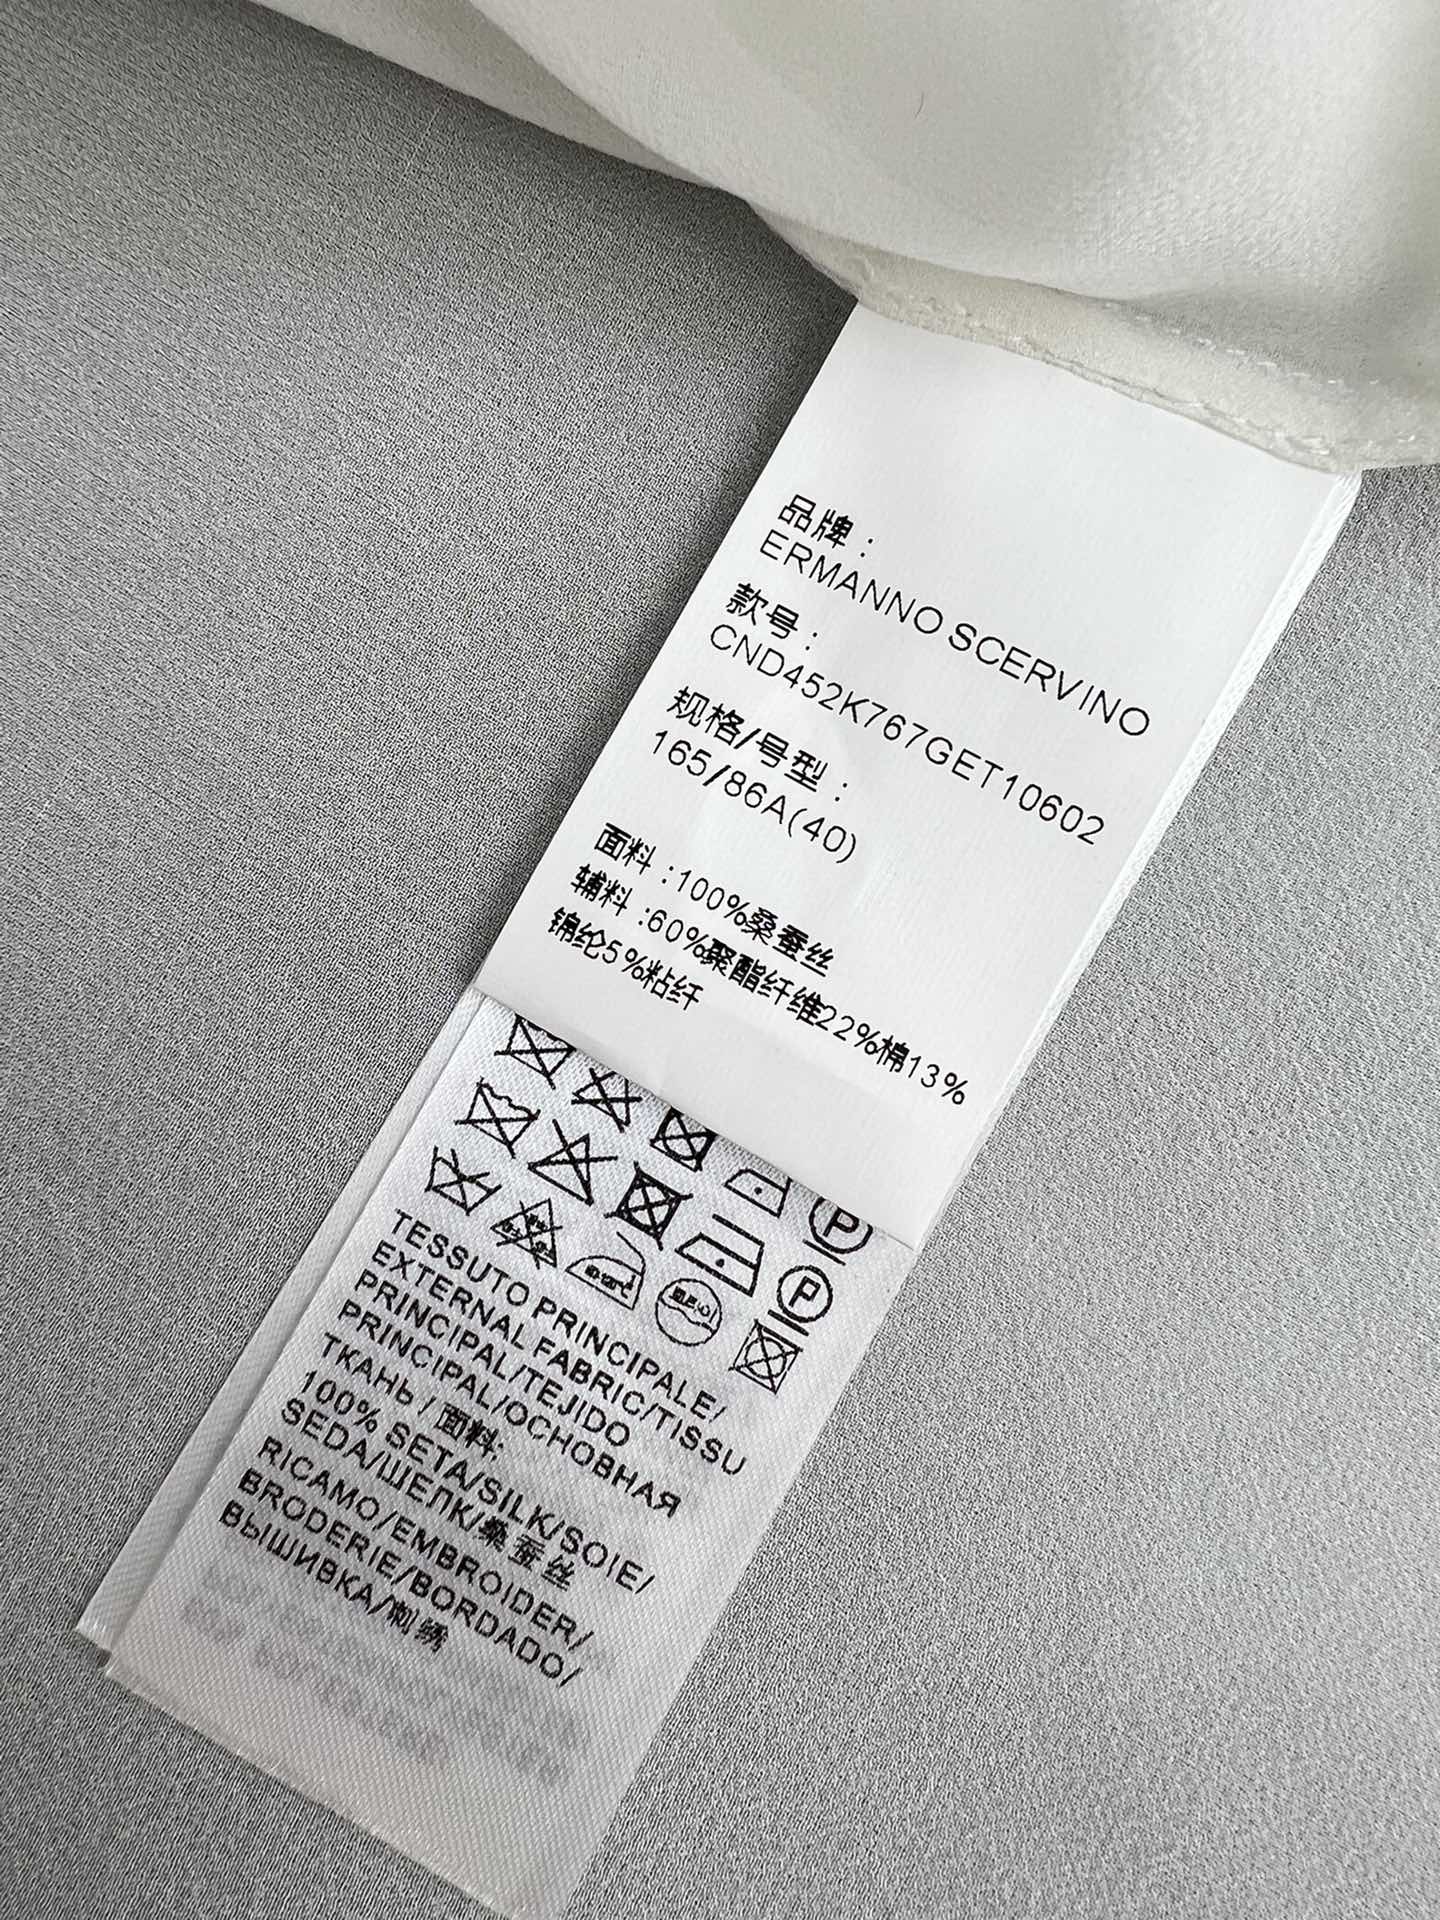 品牌：
ERMANNO SCERVINO
款号：
CND452K767GET10602
规格/号型：
165/86A(40)
面料:100%桑蚕丝
辅料:60%聚酯纤维22%棉13%
锦纶5%粘纤
P
P
TESSUTO PRINCIPALE/
EXTERNAL FABRIC/TISSU
PRINCIPAL/TEJIDO
PRINCIPAL/ОСНОВНАЯ
ТКАНЬ/面料:
100% SETA/SILK/SOIE/
SEDA/ШЕЛК/桑蚕丝
RICAMO/EMBROIDER/
BRODERIE/BORDADO/
ВЫШИВКА/刺绣